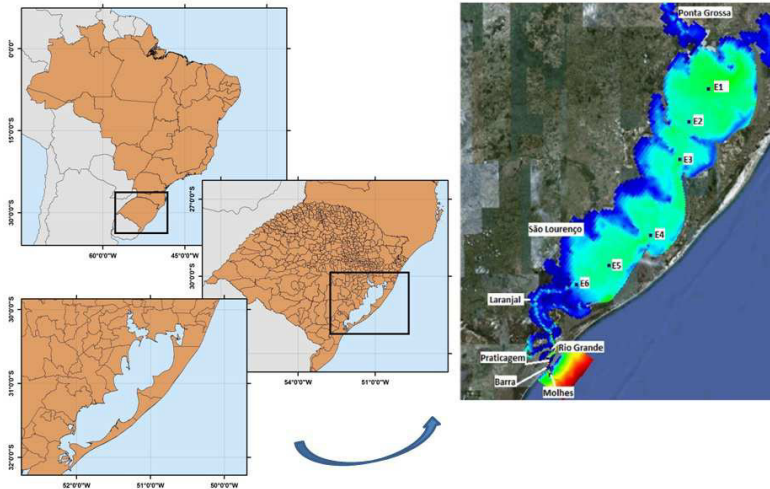 0°0'0"
15°0'0"S
30°0'0"S
60°0'0"W
45°0'0"W
27°0'0"S
30°0'0"S
54°0'0"W
51°0'0"W
30°0'0"S
31°0'0"S
32°0'0"S
52°0'0"W
51°0'0"W
50°0'0"W
Ponta Grossa
E1
E2
E3
E4
São Lourenço
E5
E6
Laranjal
Rio Grande
Praticagem
Barra
Molhes